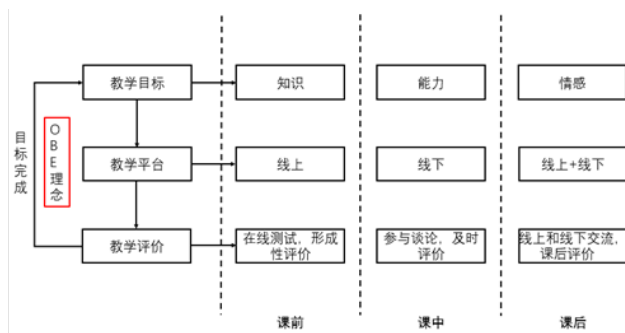 教学目标
知识
能力
情感
目标完成
OBE理念
教学平台
线上
线下
线上+线下
教学评价
在线测试，形成
性评价
参与谈论，及时
评价
线上和线下交流，
课后评价
课前
课中
课后